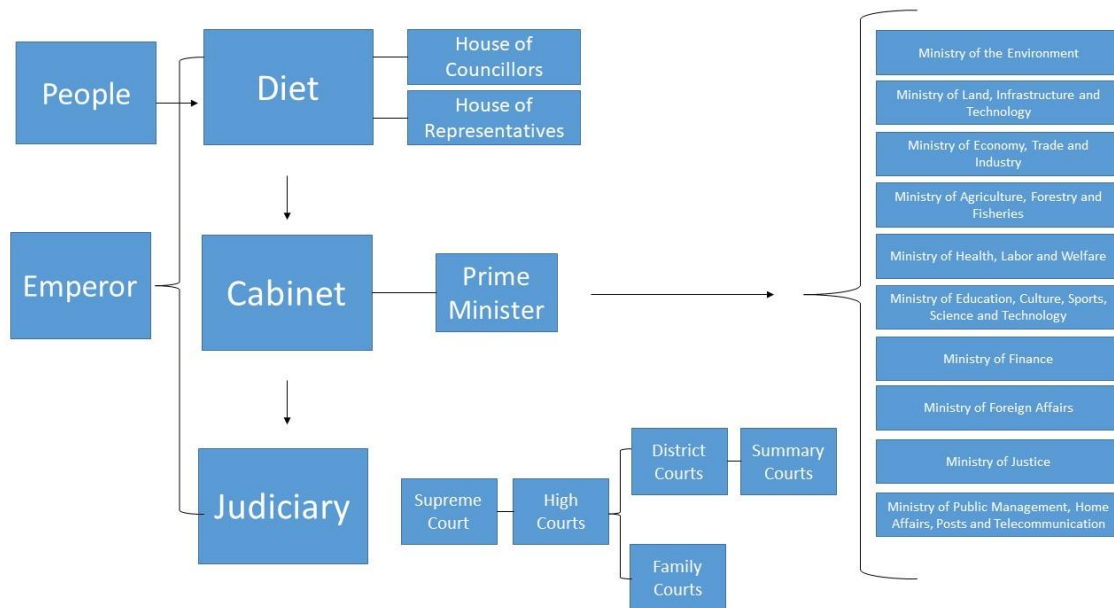 People
Diet
House of
Councillors
House of
Representatives
Emperor
Cabinet
Prime
Minister
Judiciary
Supreme
Court
High
Courts
District
Courts
Summary
Courts
Family
Courts
Ministry of the Environment
Ministry of Land, Infrastructure and
Technology
Ministry of Economy, Trade and
Industry
Ministry of Agriculture, Forestry and
Fisheries
Ministry of Health, Labor and Welfare
Ministry of Education, Culture, Sports,
Science and Technology
Ministry of Finance
Ministry of Foreign Affairs
Ministry of Justice
Ministry of Public Management, Home
Affairs, Posts and Telecommunication